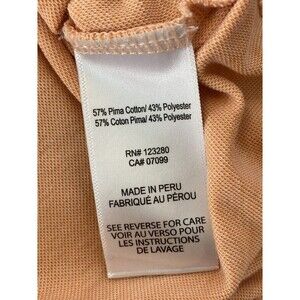 57% Pima Cotton/ 43% Polyester
57% Coton Pima/ 43% Polyester
RN# 123280
CA# 07099
MADE IN PERU
FABRIQUÉ AU PÉROU
SEE REVERSE FOR CARE
VOIR AU VERSO POUR
LES INSTRUCTIONS
DE LAVAGE